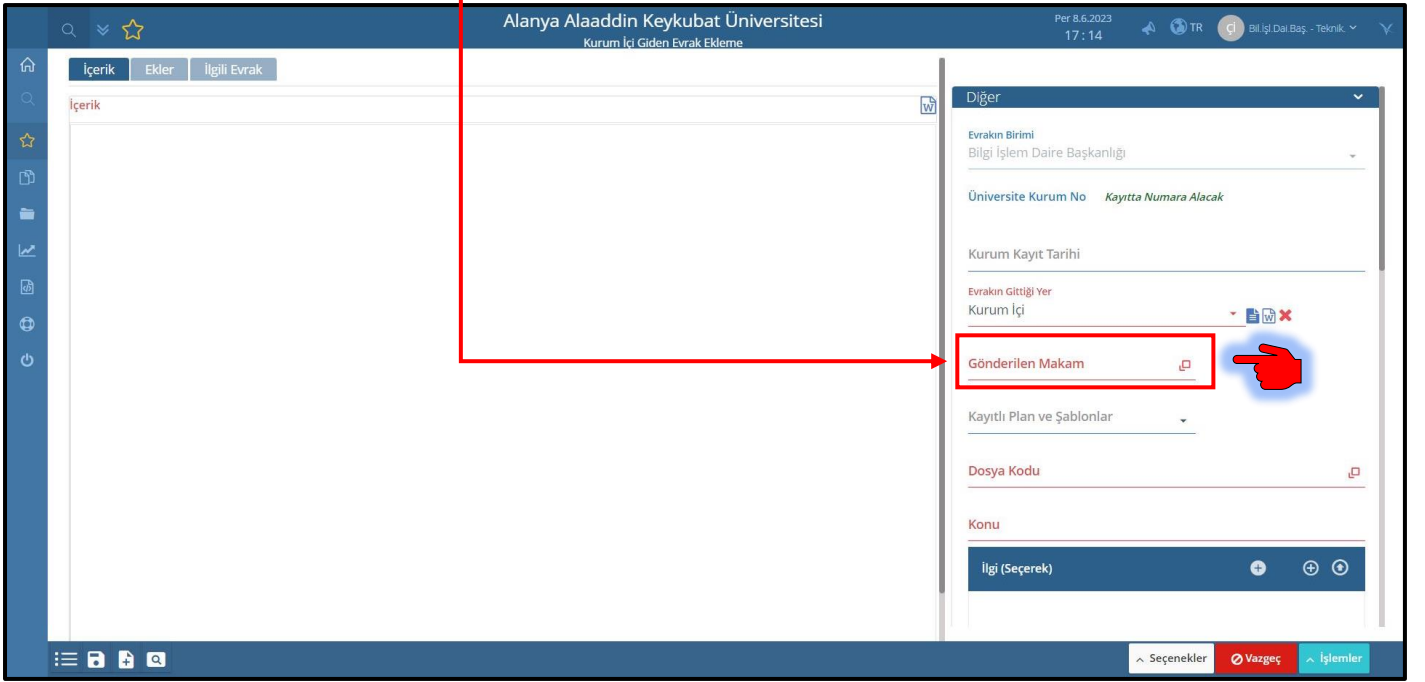 Alanya Alaaddin Keykubat Üniversitesi
Kurum İçi Giden Evrak Ekleme
Per 8.6.2023
17 : 14
TR
Çİ
Bil.İşl.Dai.Baş. - Teknik.
İçerik
Ekler
İlgili Evrak
İçerik
W
Diğer
Evrakın Birimi
Bilgi İşlem Daire Başkanlığı
Üniversite Kurum No Kayıtta Numara Alacak
Kurum Kayıt Tarihi
Evrakın Gittiği Yer
Kurum İçi
W
Gönderilen Makam
Kayıtlı Plan ve Şablonlar
Dosya Kodu
Konu
İlgi (Seçerek)
Seçenekler
Vazgeç
İşlemler